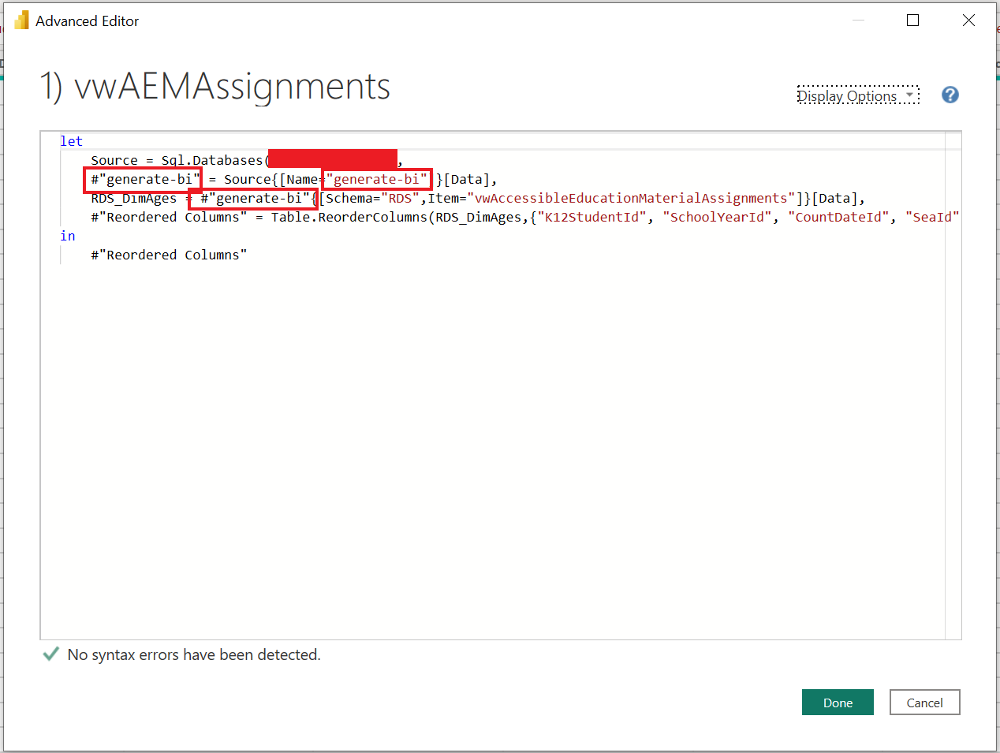 Advanced Editor
1) vwAEMAssignments
Display Options
let
Source = Sql.Databases( ,
#"generate-bi" = Source{[Name="generate-bi" }[Data],
RDS_DimAges = #"generate-bi"{[Schema="RDS",Item="vwAccessibleEducationMaterialAssignments"]}[Data],
#"Reordered Columns" = Table.ReorderColumns(RDS_DimAges,{"K12StudentId", "SchoolYearId", "CountDateId", "SeaId"
in
#"Reordered Columns"
No syntax errors have been detected.
Done
Cancel